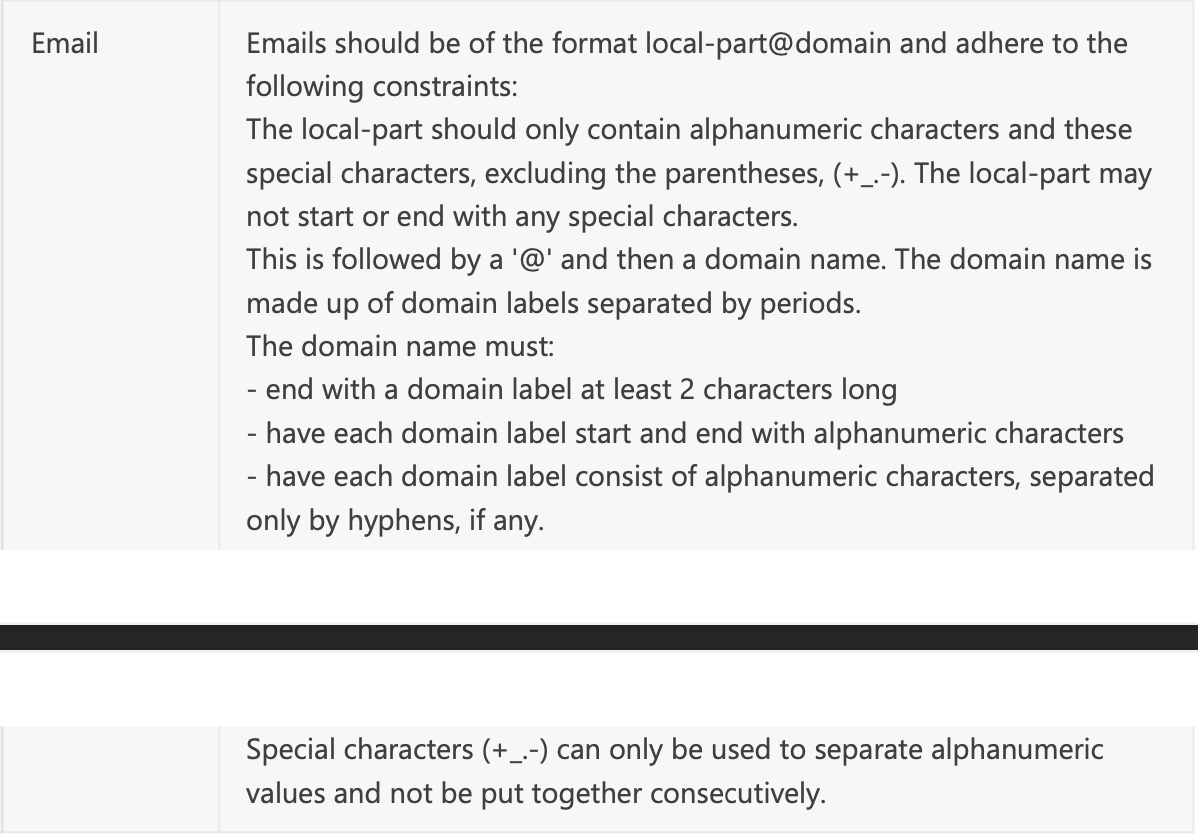 Email
Emails should be of the format local-part@domain and adhere to the
following constraints:
The local-part should only contain alphanumeric characters and these
special characters, excluding the parentheses, (+_.-). The local-part may
not start or end with any special characters.
This is followed by a '@' and then a domain name. The domain name is
made up of domain labels separated by periods.
The domain name must:
- end with a domain label at least 2 characters long
- have each domain label start and end with alphanumeric characters
- have each domain label consist of alphanumeric characters, separated
only by hyphens, if any.
Special characters (+_.-) can only be used to separate alphanumeric
values and not be put together consecutively.